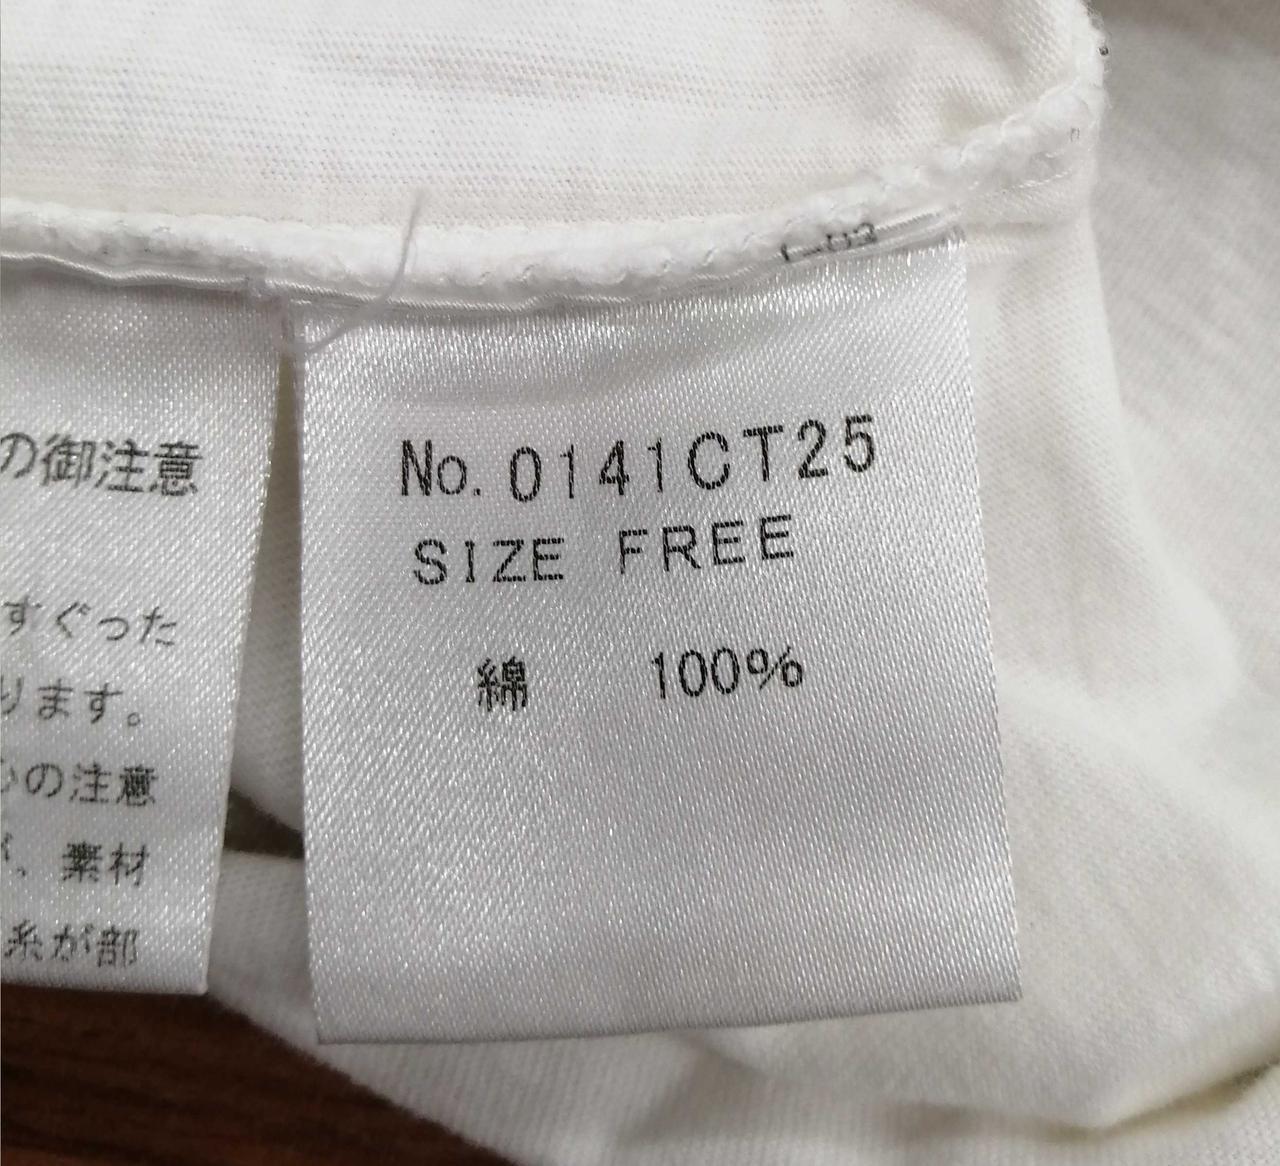 の御注意
すぐった
ります。
の注意
、素材
糸が部
No. 0141CT25
SIZE FREE
綿 100%